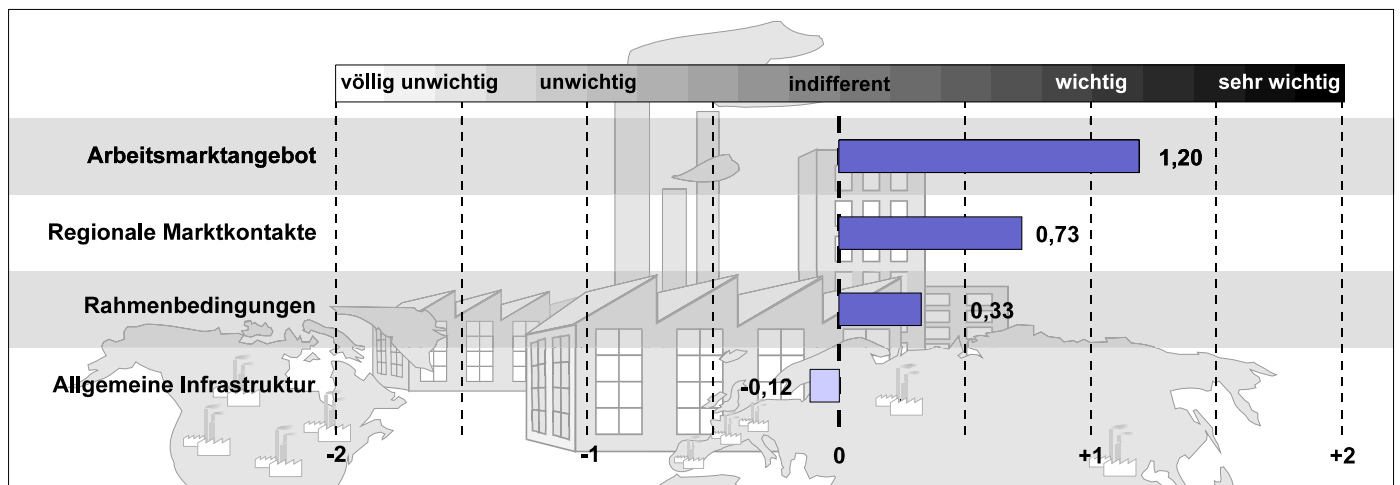 völlig unwichtig unwichtig indifferent wichtig sehr wichtig
Arbeitsmarktangebot 1,20
Regionale Marktkontakte 0,73
Rahmenbedingungen 0,33
Allgemeine Infrastruktur -0,12
-2 -1 0 +1 +2